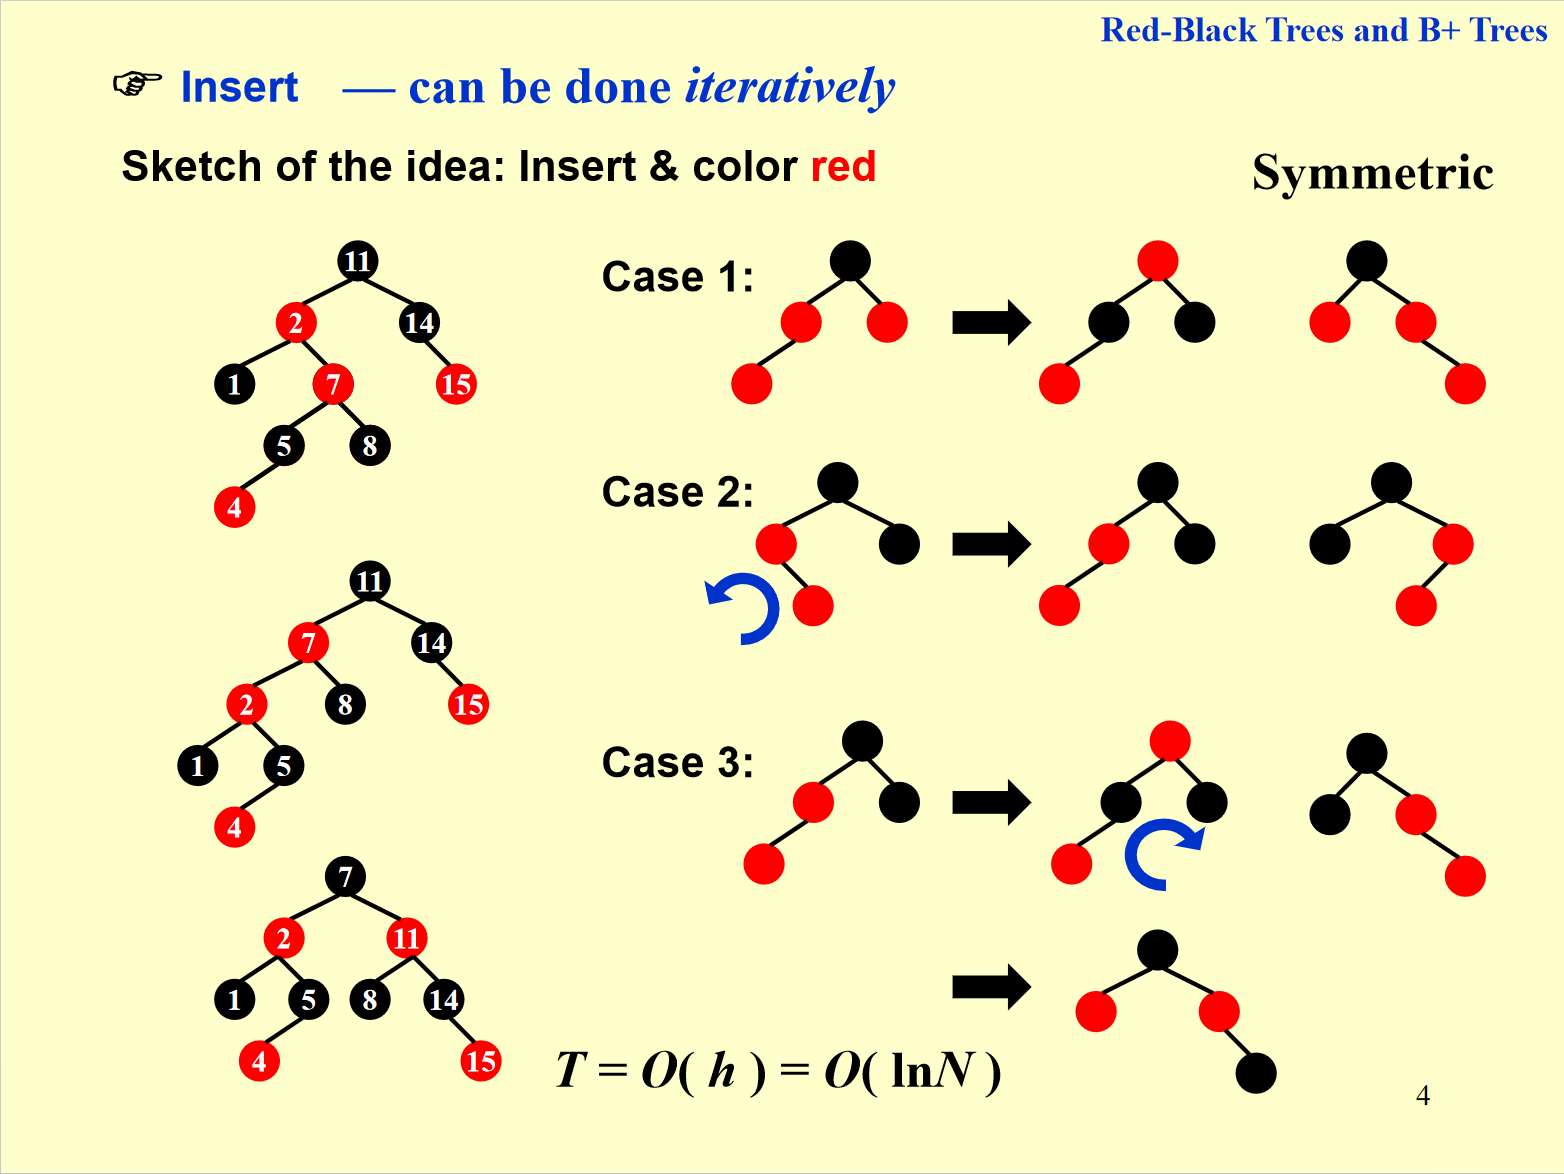 Red-Black Trees and B+ Trees
☞ Insert — can be done iteratively
Sketch of the idea: Insert & color red
Symmetric
11
2 14
1 7 15
5 8
4
11
7 14
2 8 15
1 5
4
7
2 11
1 5 8 14
4 15
Case 1:
Case 2:
Case 3:
T = O( h ) = O( lnN )
4